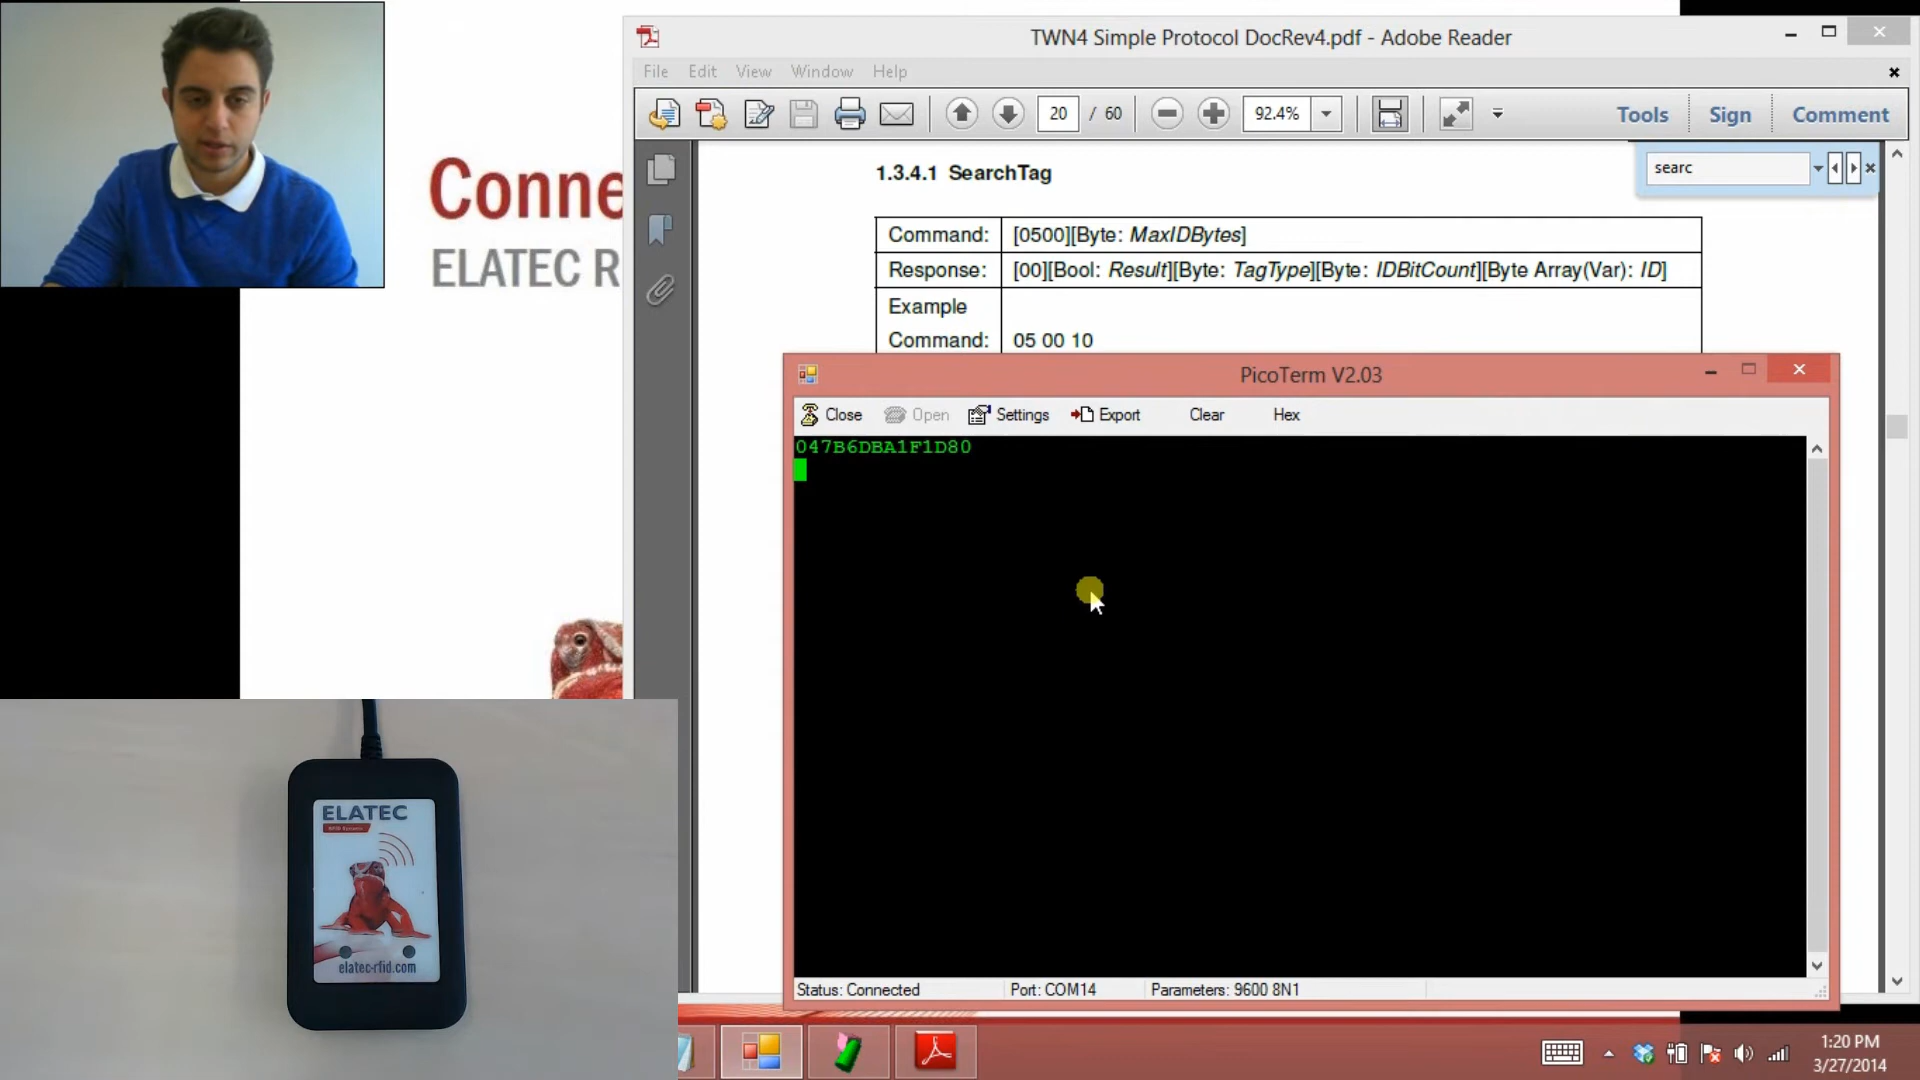 Conne
ELATEC R
TWN4 Simple Protocol DocRev4.pdf - Adobe Reader
File Edit View Window Help
20 / 60 92.4% Tools Sign Comment
searc
1.3.4.1 SearchTag
Command: [0500][Byte: MaxIDBytes]
Response: [00][Bool: Result][Byte: TagType][Byte: IDBitCount][Byte Array(Var): ID]
Example
Command: 05 00 10
PicoTerm V2.03
Close Open Settings Export Clear Hex
047B6DBA1F1D80
Status: Connected Port: COM14 Parameters: 9600 8N1
ELATEC
elatec-rfid.com
1:20 PM
3/27/2014